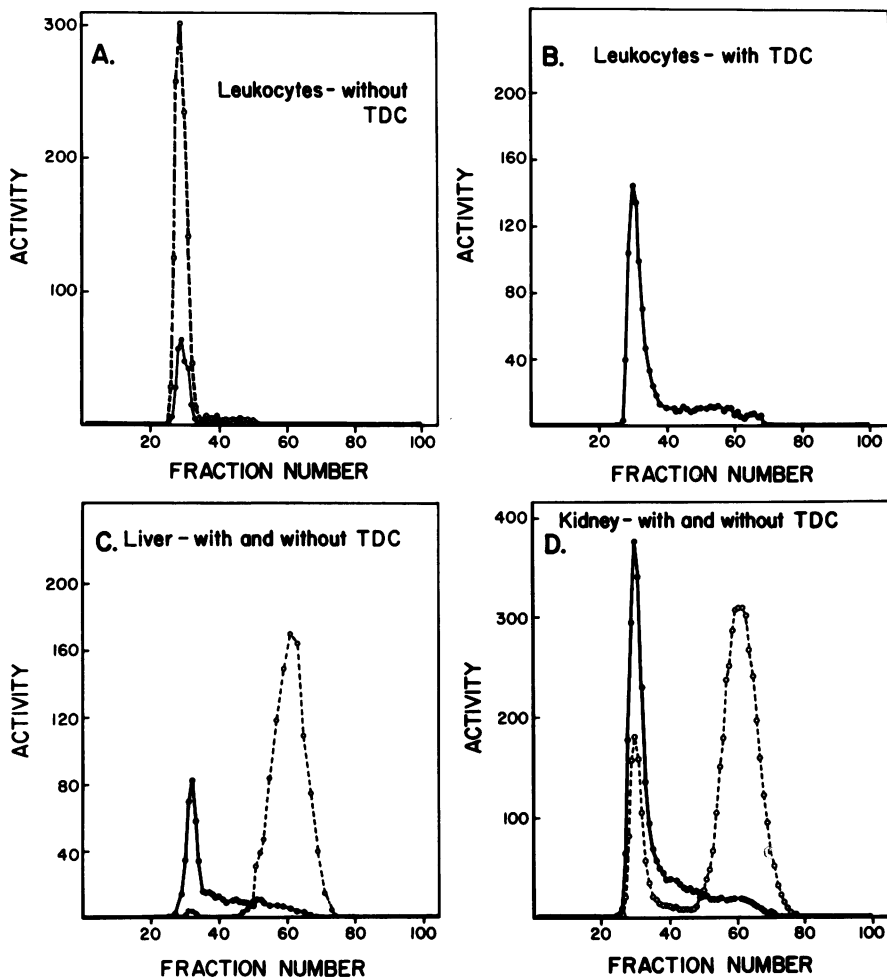 A.
Leukocytes - without
TDC
ACTIVITY
300
200
100
20 40 60 80 100
FRACTION NUMBER
B.
Leukocytes - with TDC
ACTIVITY
200
160
120
80
40
20 40 60 80 100
FRACTION NUMBER
C. Liver - with and without TDC
ACTIVITY
200
160
120
80
40
20 40 60 80 100
FRACTION NUMBER
Kidney - with and without TDC
D.
ACTIVITY
400
300
200
100
20 40 60 80 100
FRACTION NUMBER